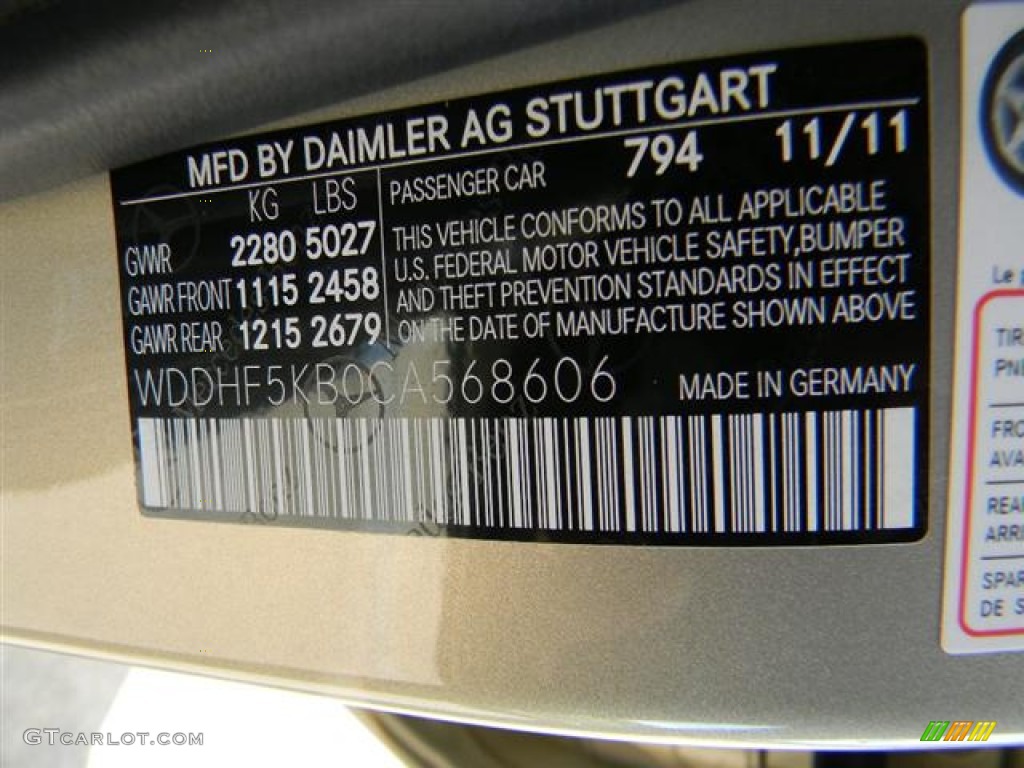 MFD BY DAIMLER AG STUTTGART
KG LBS
GVWR 2280 5027
GAWR FRONT 1115 2458
GAWR REAR 1215 2679
PASSENGER CAR 794 11/11
THIS VEHICLE CONFORMS TO ALL APPLICABLE
U.S. FEDERAL MOTOR VEHICLE SAFETY,BUMPER
AND THEFT PREVENTION STANDARDS IN EFFECT
ON THE DATE OF MANUFACTURE SHOWN ABOVE
WDDHF5KB0CA568606 MADE IN GERMANY
Le
GTcarlot.com